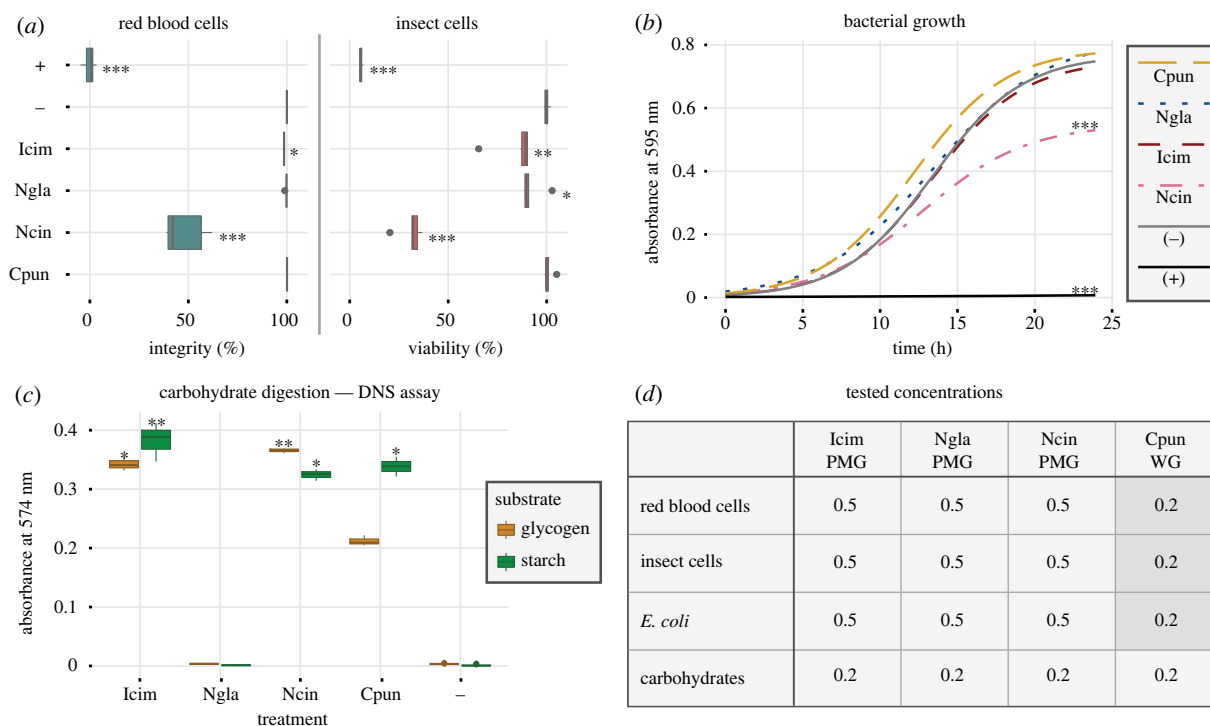 (a)
red blood cells
insect cells
+
***
***
–
Icim
*
**
Ngla
*
Ncin
***
***
Cpun
0
50
100
0
50
100
integrity (%)
viability (%)
(b)
bacterial growth
0.8
0.6
0.4
0.2
0
absorbance at 595 nm
***
***
0
5
10
15
20
25
time (h)
Cpun
Ngla
Icim
Ncin
(–)
(+)
(c)
carbohydrate digestion — DNS assay
0.4
0.3
0.2
0.1
0
absorbance at 574 nm
*
**
**
*
*
Icim
Ngla
Ncin
Cpun
–
treatment
substrate
glycogen
starch
(d)
tested concentrations
Icim PMG
Ngla PMG
Ncin PMG
Cpun WG
red blood cells 0.5 0.5 0.5 0.2
insect cells 0.5 0.5 0.5 0.2
E. coli 0.5 0.5 0.5 0.2
carbohydrates 0.2 0.2 0.2 0.2